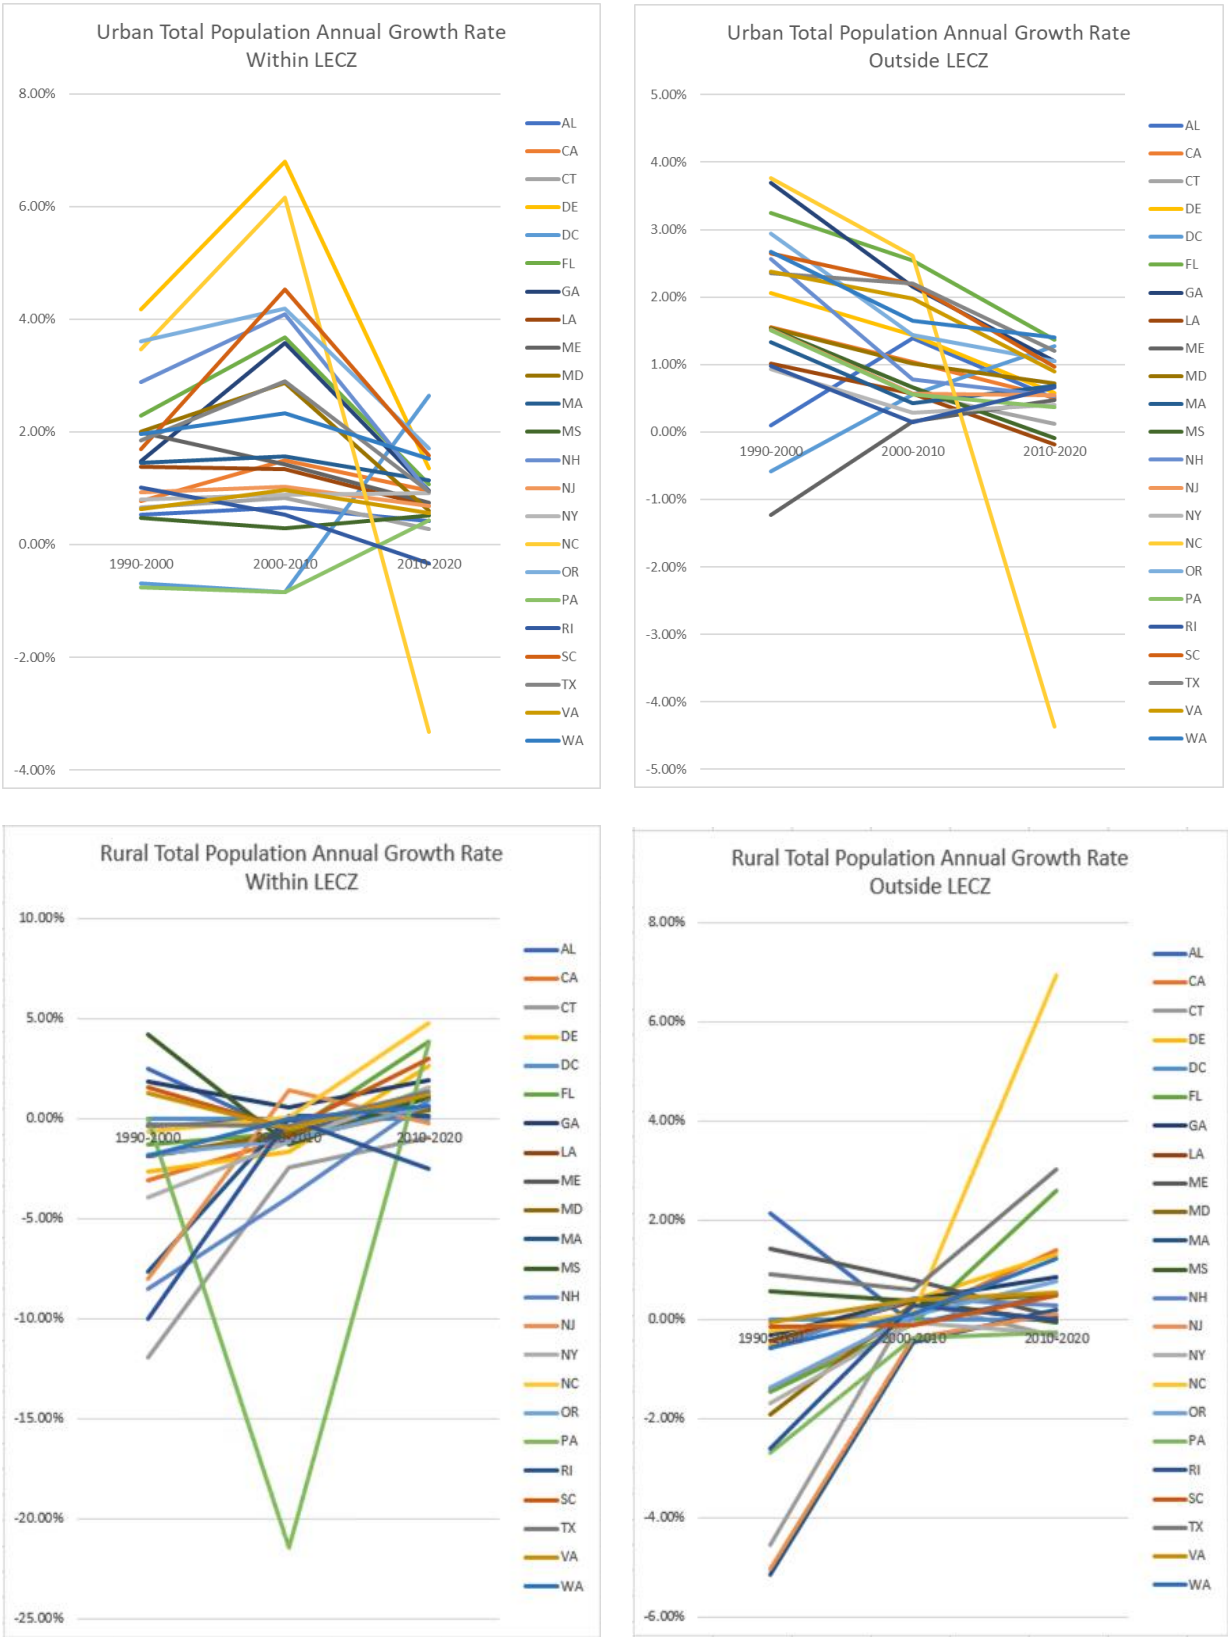 Urban Total Population Annual Growth Rate
Within LECZ
8.00%
6.00%
4.00%
2.00%
0.00%
-2.00%
-4.00%
1990-2000
2000-2010
2010-2020
AL
CA
CT
DE
DC
FL
GA
LA
ME
MD
MA
MS
NH
NJ
NY
NC
OR
PA
RI
SC
TX
VA
WA
Urban Total Population Annual Growth Rate
Outside LECZ
5.00%
4.00%
3.00%
2.00%
1.00%
0.00%
-1.00%
-2.00%
-3.00%
-4.00%
-5.00%
1990-2000
2000-2010
2010-2020
AL
CA
CT
DE
DC
FL
GA
LA
ME
MD
MA
MS
NH
NJ
NY
NC
OR
PA
RI
SC
TX
VA
WA
Rural Total Population Annual Growth Rate
Within LECZ
10.00%
5.00%
0.00%
-5.00%
-10.00%
-15.00%
-20.00%
-25.00%
1990-2000
2000-2010
2010-2020
AL
CA
CT
DE
DC
FL
GA
LA
ME
MD
MA
MS
NH
NJ
NY
NC
OR
PA
RI
SC
TX
VA
WA
Rural Total Population Annual Growth Rate
Outside LECZ
8.00%
6.00%
4.00%
2.00%
0.00%
-2.00%
-4.00%
-6.00%
1990-2000
2000-2010
2010-2020
AL
CA
CT
DE
DC
FL
GA
LA
ME
MD
MA
MS
NH
NJ
NY
NC
OR
PA
RI
SC
TX
VA
WA